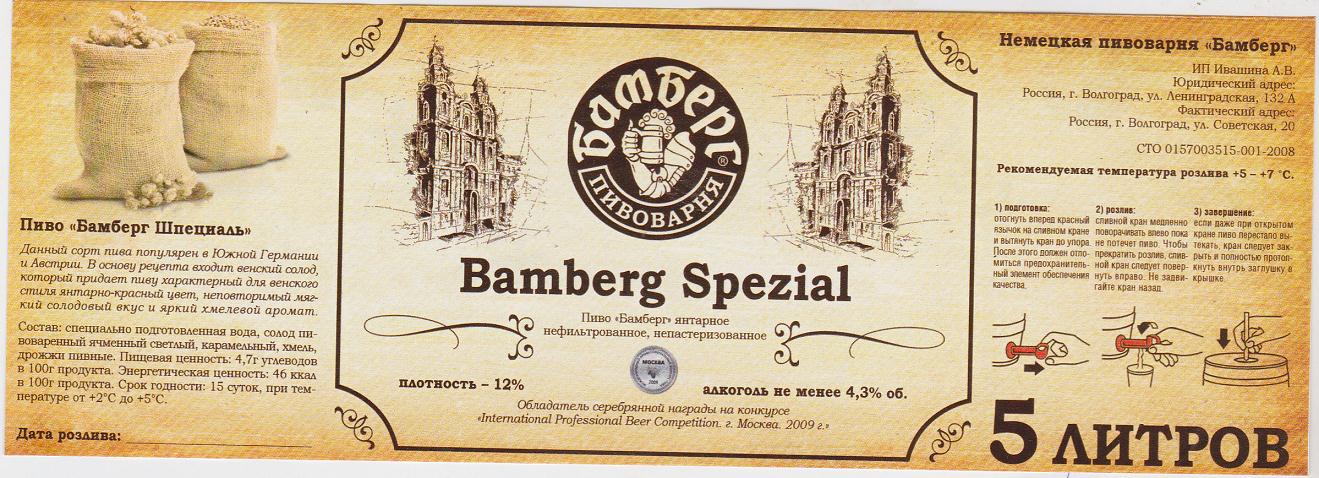 Пиво «Бамберг Шпециаль»
Данный сорт пива популярен в Южной Германии
и Австрии. В основу рецепта входит венский солод,
который придает пиву характерный для венского
стиля янтарно-красный цвет, неповторимый мяг-
кий солодовый вкус и яркий хмелевой аромат.
Состав: специально подготовленная вода, солод пи-
воваренный ячменный светлый, карамельный, хмель,
дрожжи пивные. Пищевая ценность: 4,7г углеводов
в 100г продукта. Энергетическая ценность: 46 ккал
в 100г продукта. Срок годности: 15 суток, при тем-
пературе от +2°С до +5°С.
Дата розлива:
Бамберг
®
ПИВОВАРНЯ
Bamberg Spezial
Пиво «Бамберг» янтарное
нефильтрованное, непастеризованное
МОСКВА
2009
плотность – 12%
алкоголь не менее 4,3% об.
Обладатель серебрянной награды на конкурсе
«International Professional Beer Competition. г. Москва. 2009 г.»
Немецкая пивоварня «Бамберг»
ИП Ивашина А.В.
Юридический адрес:
Россия, г. Волгоград, ул. Ленинградская, 132 А
Фактический адрес:
Россия, г. Волгоград, ул. Советская, 20
СТО 0157003515-001-2008
Рекомендуемая температура розлива +5 – +7 °С.
1) подготовка:
отогнуть вперед красный
язычок на сливном кране
и вытянуть кран до упора.
После этого должен отло-
миться предохранитель-
ный элемент обеспечения
качества.
2) розлив:
сливной кран медленно
поворачивать влево пока
не потечет пиво. Чтобы
прекратить розлив, слив-
ной кран следует повер-
нуть вправо. Не задви-
гайте кран назад.
3) завершение:
если даже при открытом
кране пиво перестало вы-
текать, кран следует зак-
рыть и полностью протол-
кнуть внутрь заглушку в
крышке.
5 ЛИТРОВ